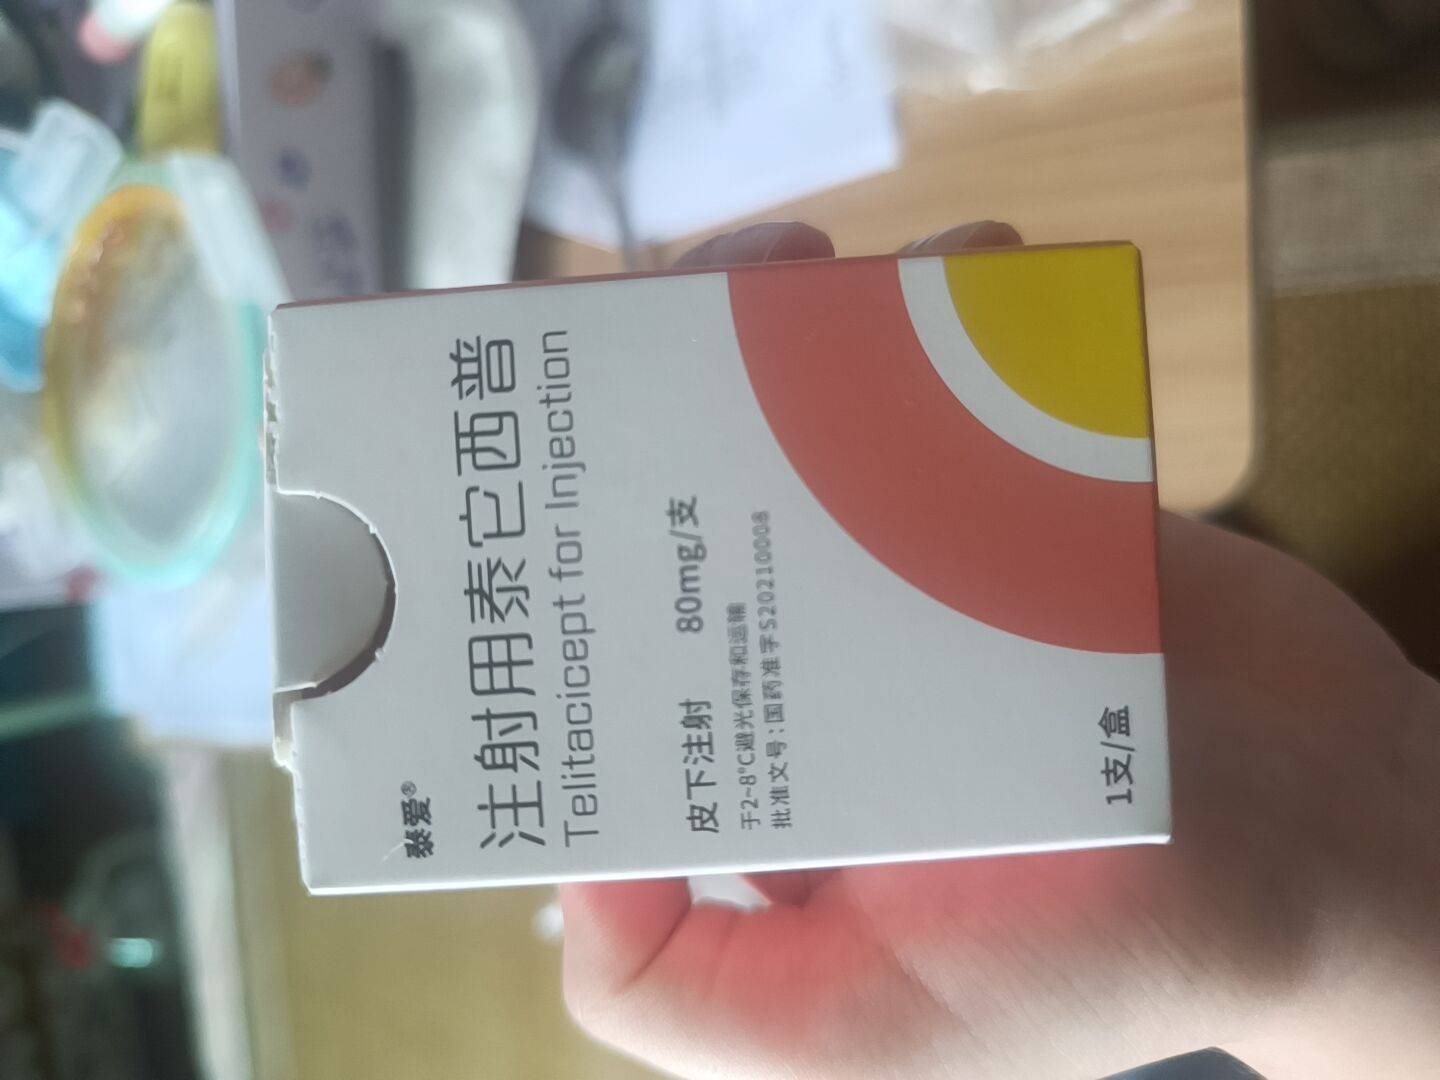 泰爱®
注射用泰它西普
Telitacicept for Injection
皮下注射 80mg/支
于2~8°C避光保存和运输
批准文号:国药准字S20210008
1支/盒